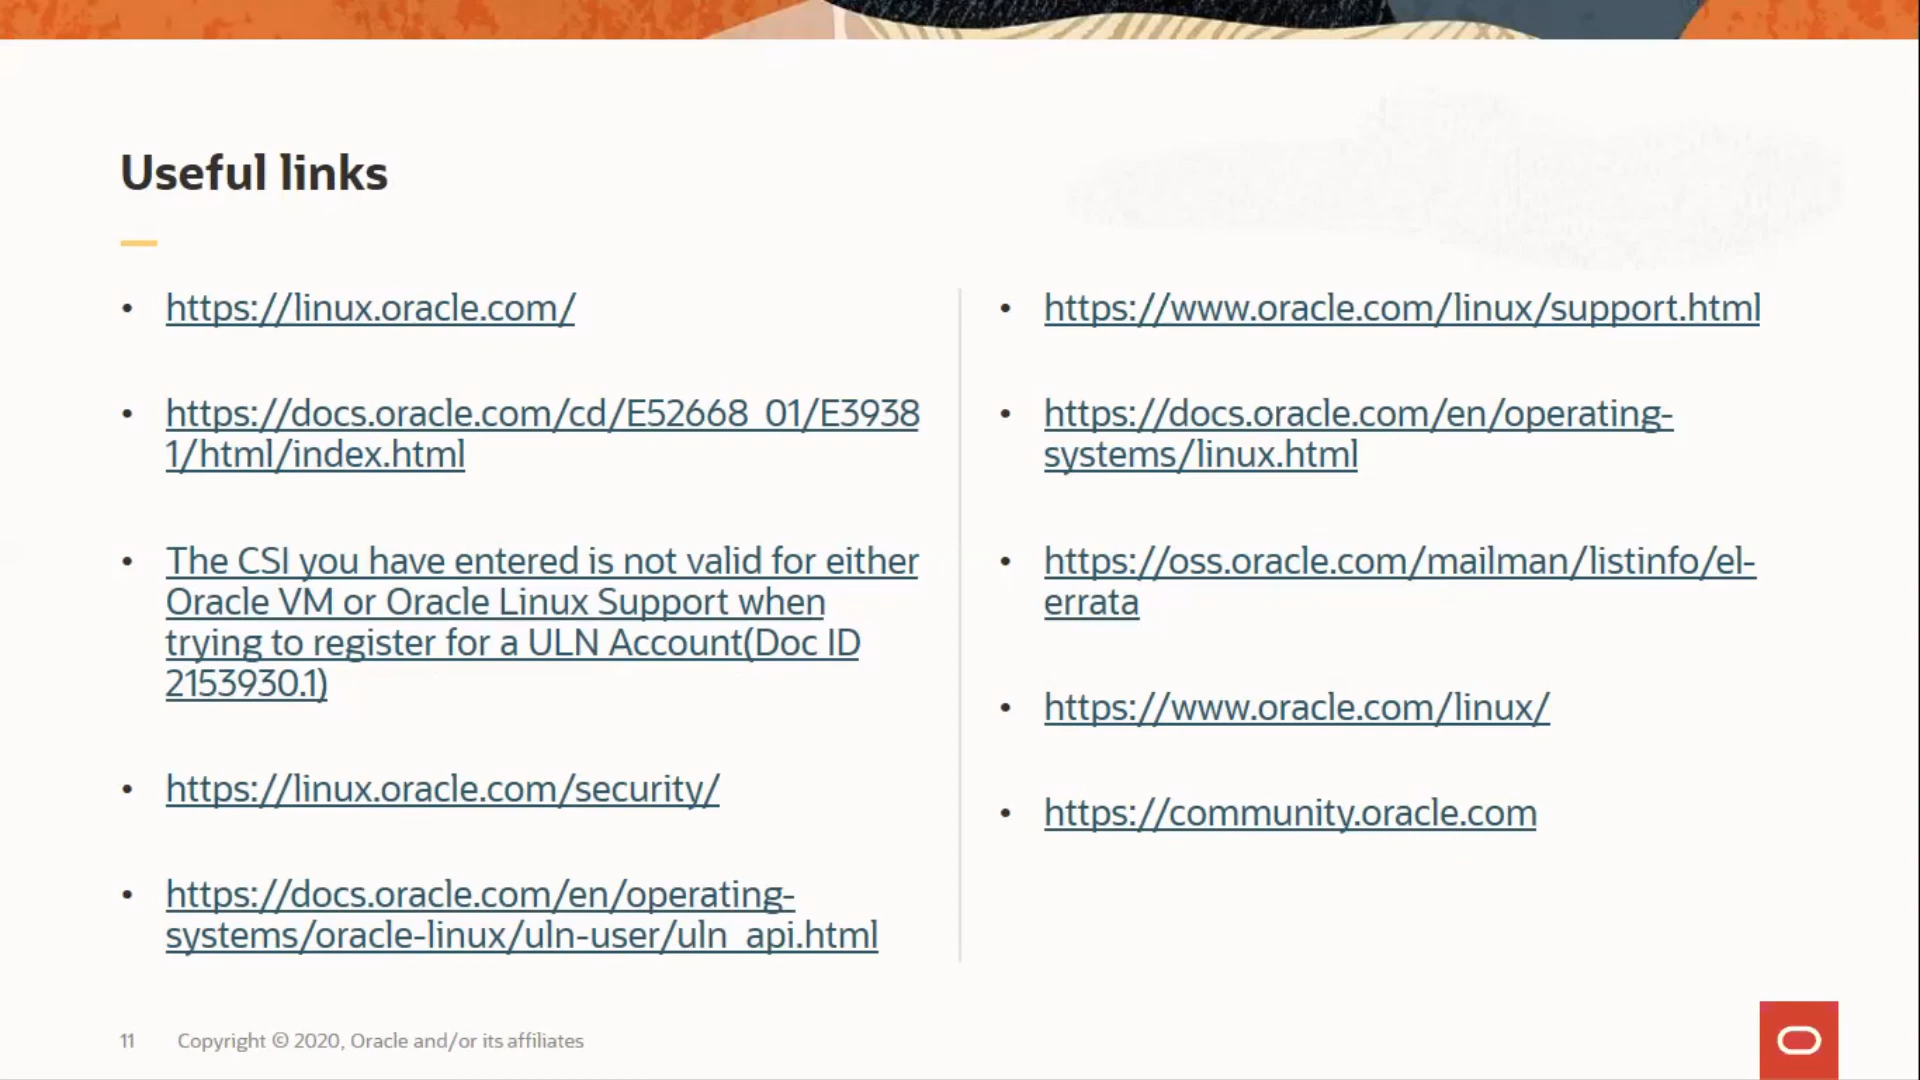 Useful links
• https://linux.oracle.com/
• https://docs.oracle.com/cd/E52668_01/E3938
1/html/index.html
• The CSI you have entered is not valid for either
Oracle VM or Oracle Linux Support when
trying to register for a ULN Account(Doc ID
2153930.1)
• https://linux.oracle.com/security/
• https://docs.oracle.com/en/operating-
systems/oracle-linux/uln-user/uln_api.html
• https://www.oracle.com/linux/support.html
• https://docs.oracle.com/en/operating-
systems/linux.html
• https://oss.oracle.com/mailman/listinfo/el-
errata
• https://www.oracle.com/linux/
• https://community.oracle.com
11 Copyright © 2020, Oracle and/or its affiliates